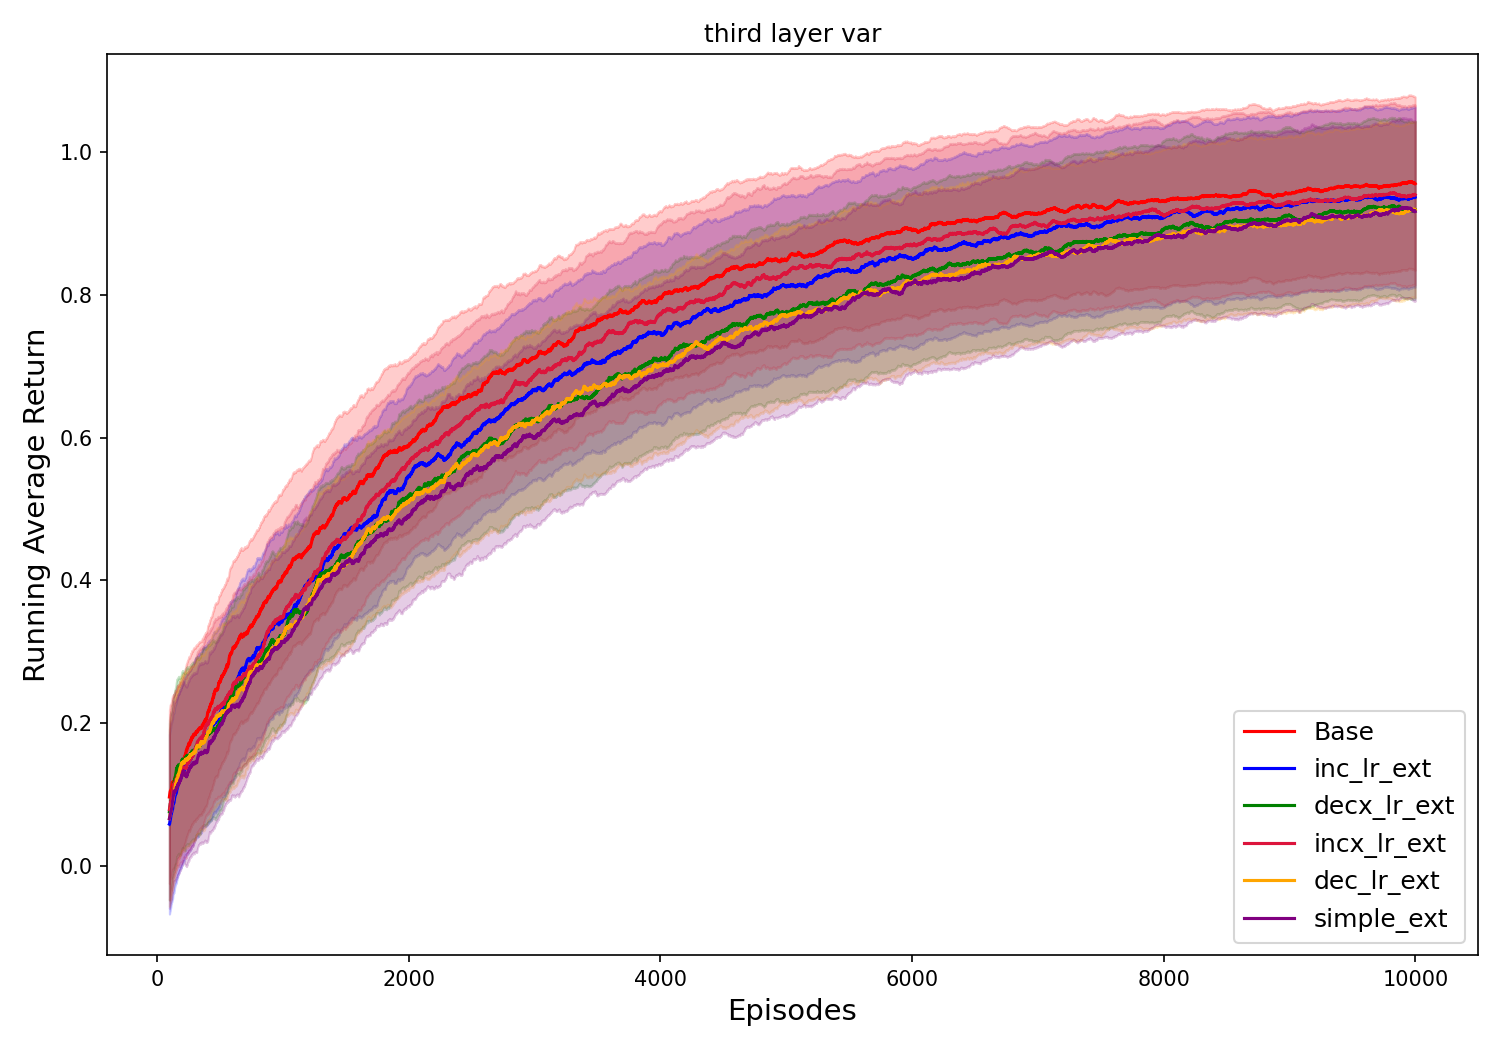 third layer var
Running Average Return
1.0
0.8
0.6
0.4
0.2
0.0
0
2000
4000
6000
8000
10000
Episodes
Base
inc_lr_ext
decx_lr_ext
incx_lr_ext
dec_lr_ext
simple_ext